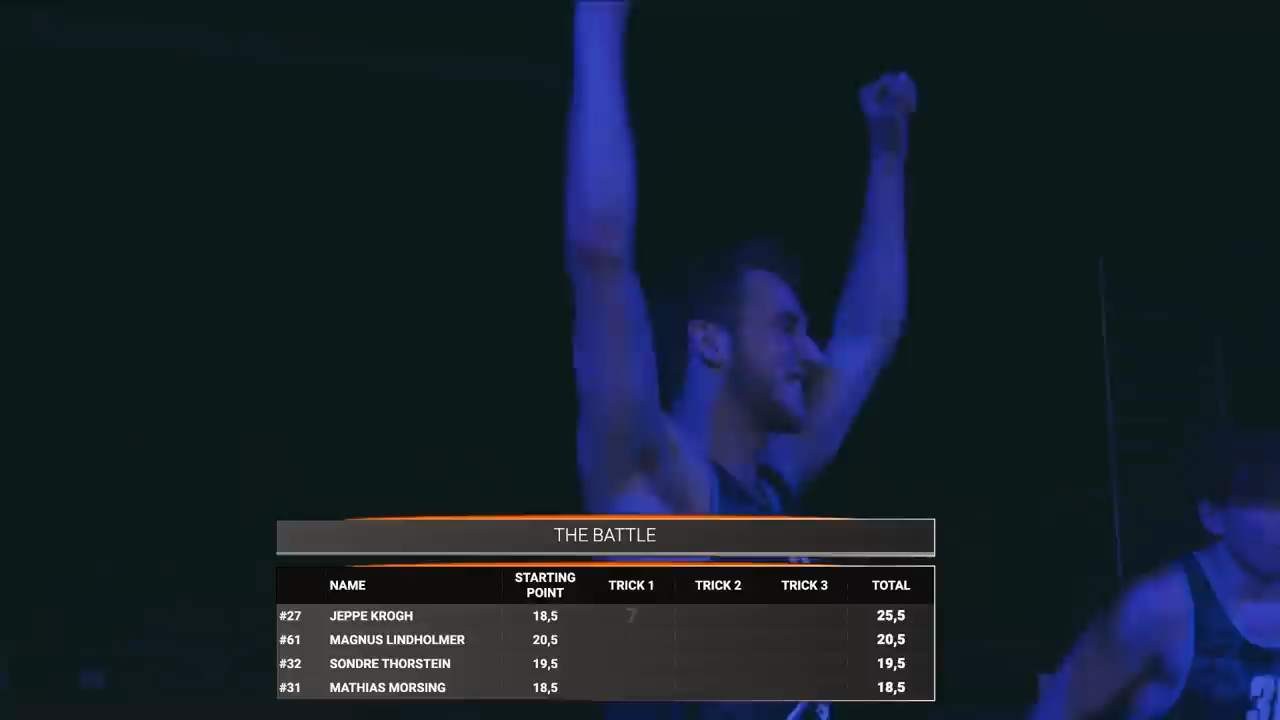 THE BATTLE
NAME STARTING POINT TRICK 1 TRICK 2 TRICK 3 TOTAL
#27 JEPPE KROGH 18,5 7 25,5
#61 MAGNUS LINDHOLMER 20,5 20,5
#32 SONDRE THORSTEIN 19,5 19,5
#31 MATHIAS MORSING 18,5 18,5